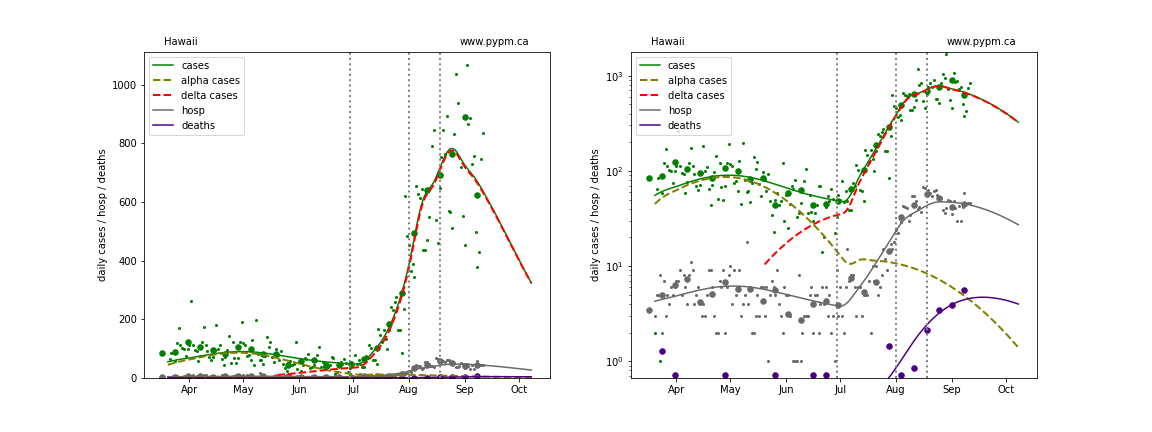 Hawaii www.pypm.ca
cases
alpha cases
delta cases
hosp
deaths
daily cases / hosp / deaths
1000
800
600
400
200
0
Apr May Jun Jul Aug Sep Oct
Hawaii www.pypm.ca
cases
alpha cases
delta cases
hosp
deaths
daily cases / hosp / deaths
10³
10²
10¹
10⁰
Apr May Jun Jul Aug Sep Oct